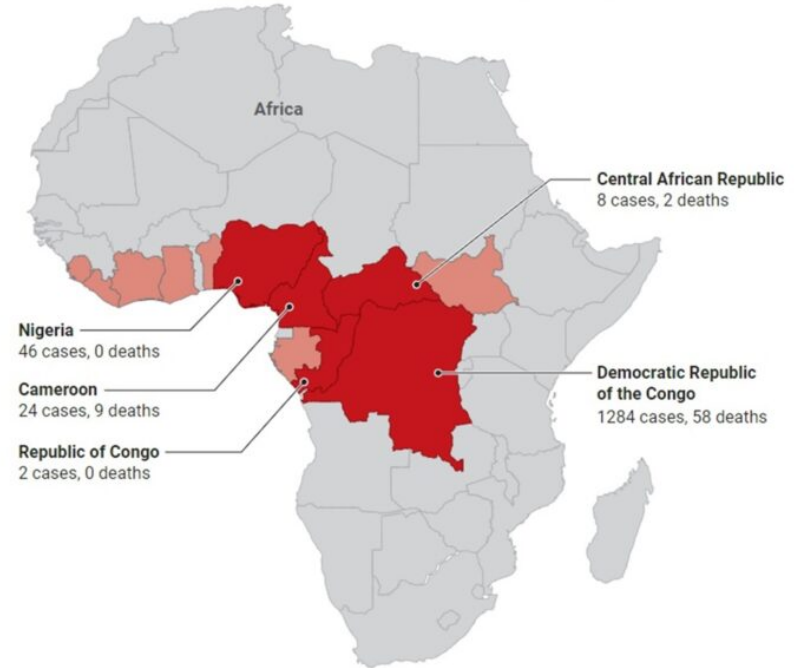 Africa
Central African Republic
8 cases, 2 deaths
Nigeria
46 cases, 0 deaths
Cameroon
24 cases, 9 deaths
Republic of Congo
2 cases, 0 deaths
Democratic Republic
of the Congo
1284 cases, 58 deaths